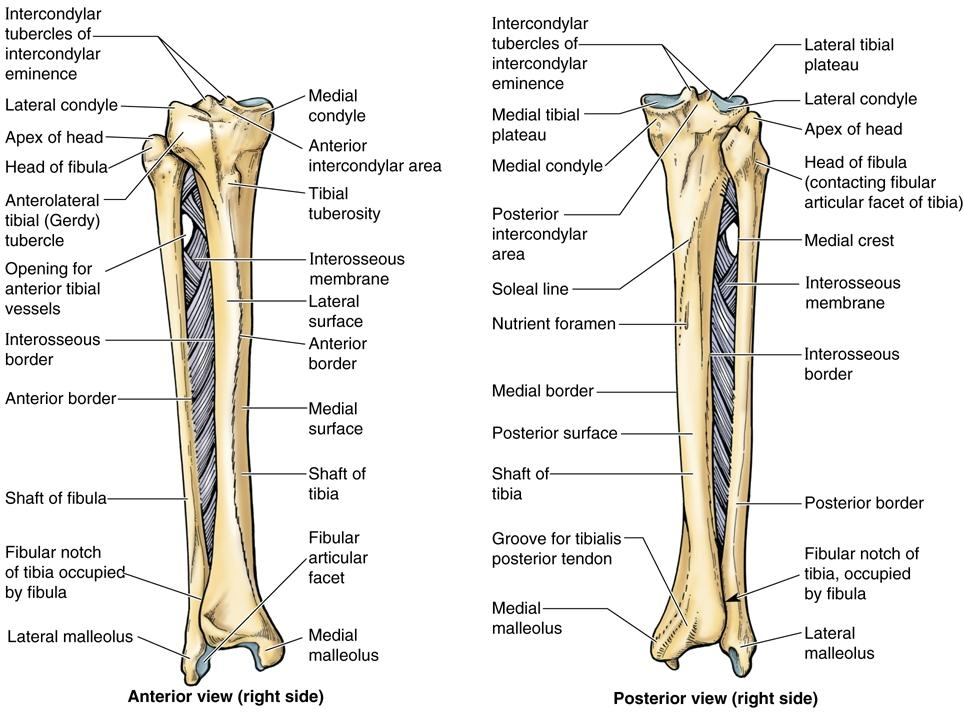 Intercondylar
tubercles of
intercondylar
eminence
Lateral condyle
Apex of head
Head of fibula
Anterolateral
tibial (Gerdy)
tubercle
Opening for
anterior tibial
vessels
Interosseous
border
Anterior border
Shaft of fibula
Fibular notch
of tibia occupied
by fibula
Lateral malleolus
Medial
condyle
Anterior
intercondylar area
Tibial
tuberosity
Interosseous
membrane
Lateral
surface
Anterior
border
Medial
surface
Shaft of
tibia
Fibular
articular
facet
Medial
malleolus
Anterior view (right side)
Intercondylar
tubercles of
intercondylar
eminence
Medial tibial
plateau
Medial condyle
Posterior
intercondylar
area
Soleal line
Nutrient foramen
Medial border
Posterior surface
Shaft of
tibia
Groove for tibialis
posterior tendon
Medial
malleolus
Lateral tibial
plateau
Lateral condyle
Apex of head
Head of fibula
(contacting fibular
articular facet of tibia)
Medial crest
Interosseous
membrane
Interosseous
border
Posterior border
Fibular notch of
tibia, occupied
by fibula
Lateral
malleolus
Posterior view (right side)